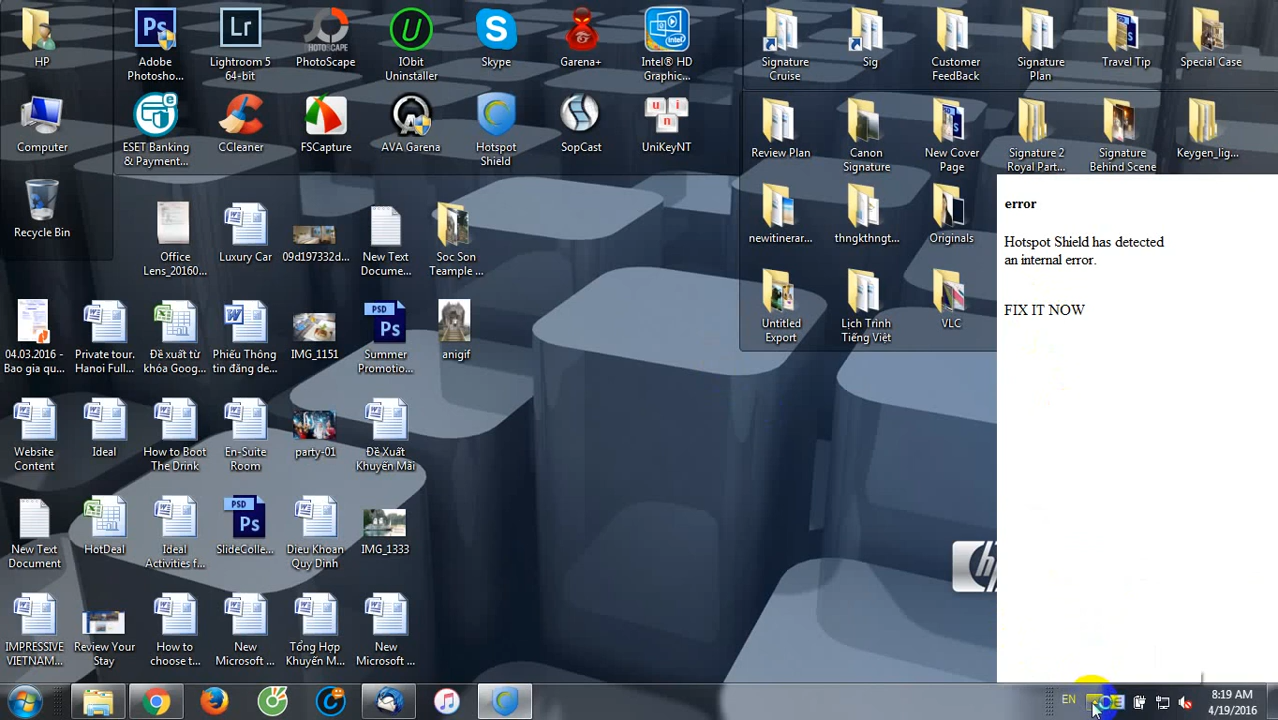 HP
Adobe
Photosho...
Lightroom 5
64-bit
PhotoScape
IObit
Uninstaller
Skype
Garena+
Intel® HD
Graphic...
Signature
Cruise
Sig
Customer
FeedBack
Signature
Plan
Travel Tip
Special Case
Computer
ESET Banking
& Payment...
CCleaner
FSCapture
AVA Garena
Hotspot
Shield
SopCast
UniKeyNT
Review Plan
Canon
Signature
New Cover
Page
Signature 2
Royal Part...
Signature
Behind Scene
Keygen_lig...
Recycle Bin
Office
Lens_20160...
Luxury Car
09d197332d...
New Text
Docume...
Soc Son
Teample ...
newitinerar...
thngkthngt...
Originals
error
Hotspot Shield has detected
an internal error.
FIX IT NOW
Untitled
Export
Lịch Trình
Tiếng Việt
VLC
04.03.2016 -
Bao gia qu...
Private tour.
Hanoi Full...
Đề xuất từ
khóa Goog...
Phiếu Thông
tin đăng de...
IMG_1151
Summer
Promotio...
anigif
Website
Content
Ideal
How to Boot
The Drink
En-Suite
Room
party-01
Đề Xuất
Khuyến Mãi
New Text
Document
HotDeal
Ideal
Activities f...
SlideColle...
Dieu Khoan
Quy Dinh
IMG_1333
IMPRESSIVE
VIETNAM...
Review Your
Stay
How to
choose t...
New
Microsoft ...
Tổng Hợp
Khuyến M...
New
Microsoft ...
EN
8:19 AM
4/19/2016